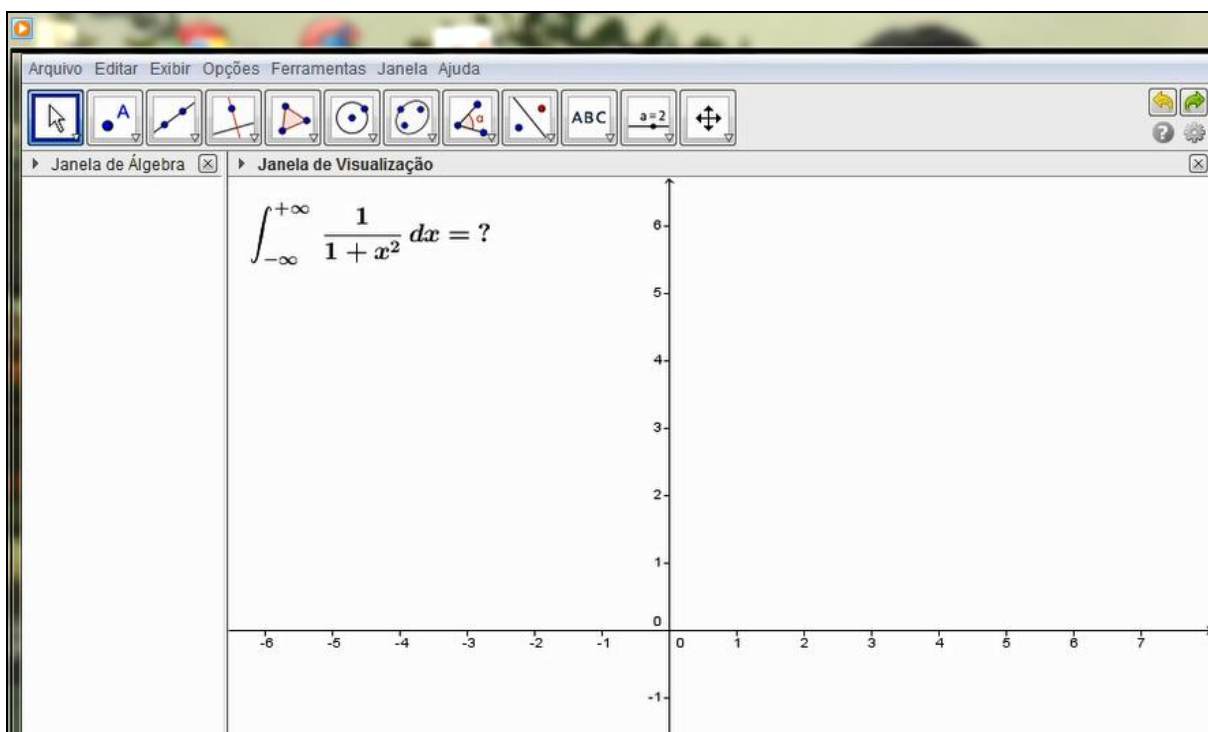 Arquivo Editar Exibir Opções Ferramentas Janela Ajuda
A
α
ABC
a=2
?
Janela de Álgebra
Janela de Visualização
∫_{-∞}^{+∞} 1/(1 + x²) dx = ?
6
5
4
3
2
1
0
-6 -5 -4 -3 -2 -1 0 1 2 3 4 5 6 7
-1